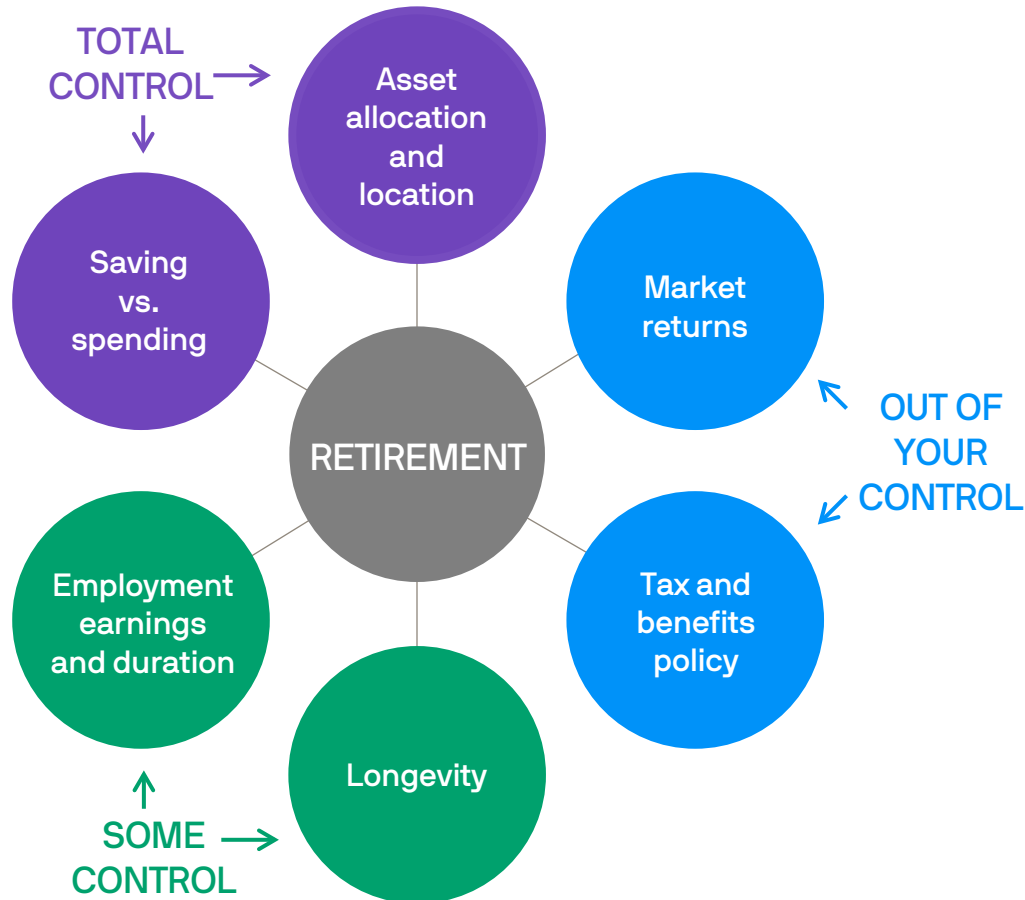 TOTAL
CONTROL
Asset
allocation
and
location
Saving
vs.
spending
Market
returns
RETIREMENT
OUT OF
YOUR
CONTROL
Employment
earnings
and duration
Tax and
benefits
policy
Longevity
SOME
CONTROL